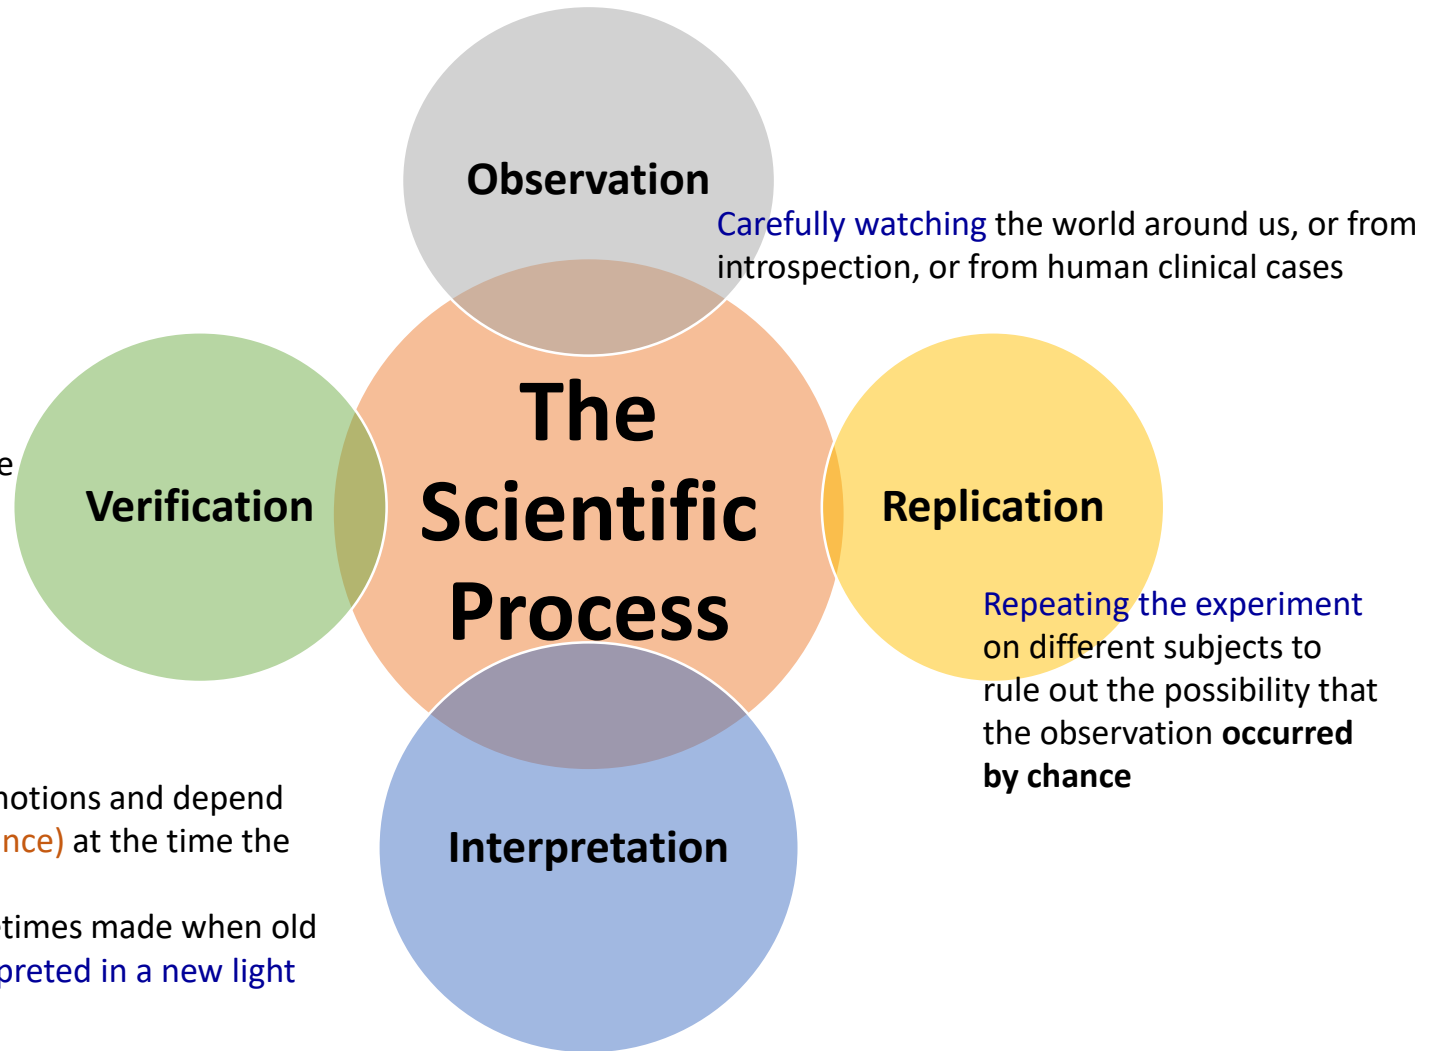 Observation
Carefully watching the world around us, or from
introspection, or from human clinical cases
The
Scientific
Process
e
Verification
Replication
Repeating the experiment
on different subjects to
rule out the possibility that
the observation occurred
by chance
notions and depend
nce) at the time the
etimes made when old
preted in a new light
Interpretation